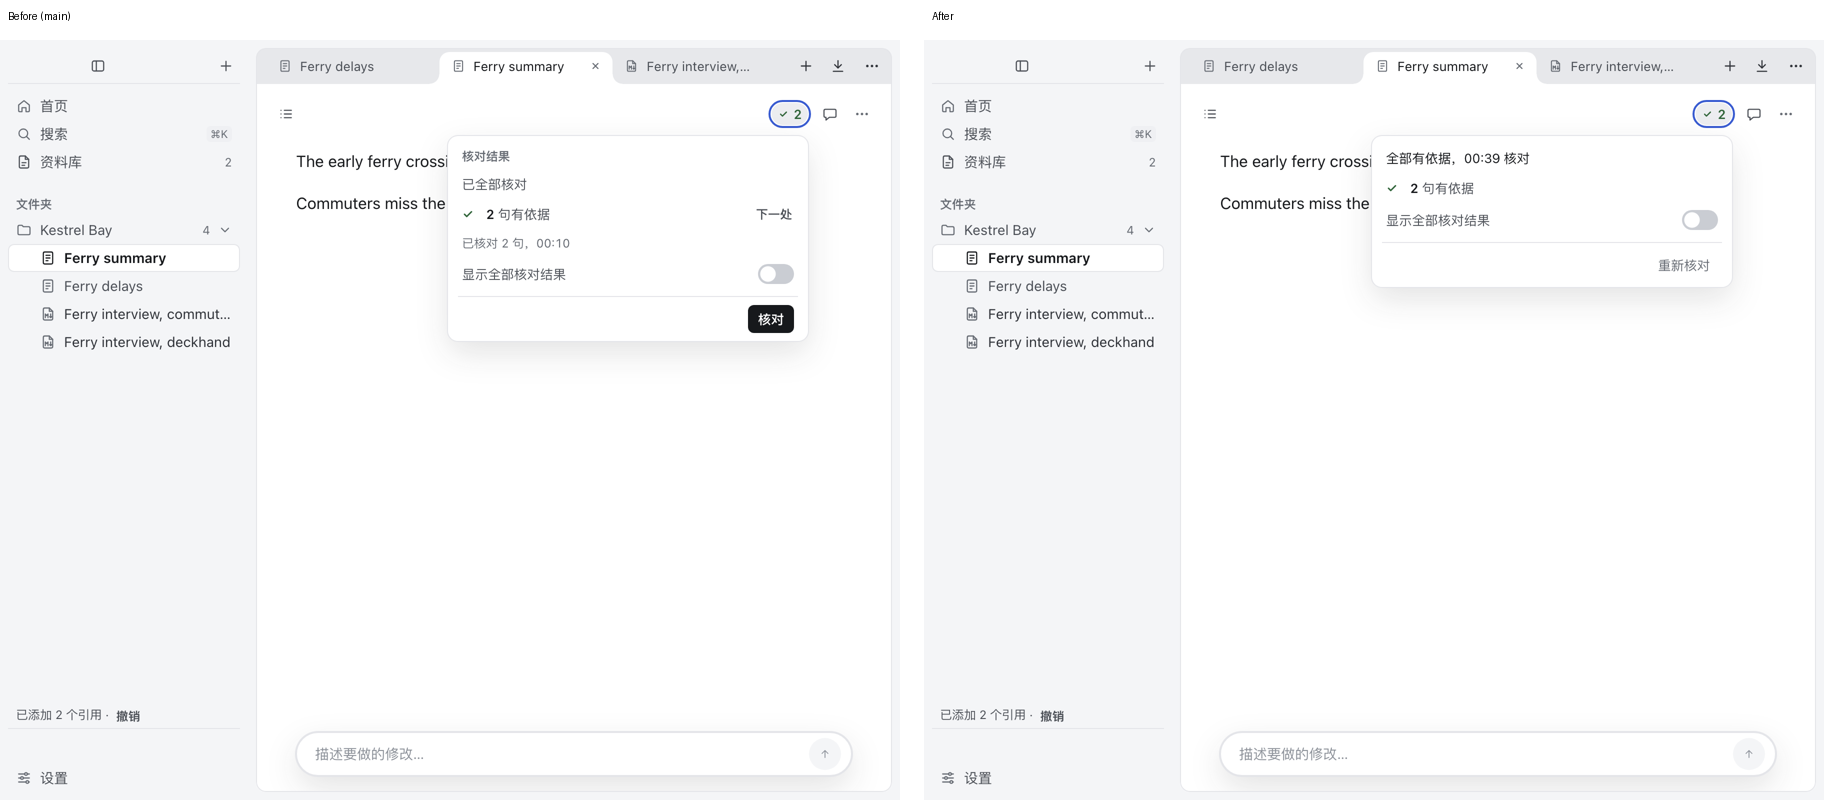 Before (main)
首页
搜索
⌘K
资料库
2
文件夹
Kestrel Bay
4
Ferry summary
Ferry delays
Ferry interview, commut...
Ferry interview, deckhand
已添加 2 个引用 · 撤销
设置
Ferry delays
Ferry summary
Ferry interview,...
2
The early ferry crossi
Commuters miss the
核对结果
已全部核对
2 句有依据
下一处
已核对 2 句，00:10
显示全部核对结果
核对
描述要做的修改...
After
首页
搜索
⌘K
资料库
2
文件夹
Kestrel Bay
4
Ferry summary
Ferry delays
Ferry interview, commut...
Ferry interview, deckhand
已添加 2 个引用 · 撤销
设置
Ferry delays
Ferry summary
Ferry interview,...
2
The early ferry crossi
Commuters miss the
全部有依据，00:39 核对
2 句有依据
显示全部核对结果
重新核对
描述要做的修改...